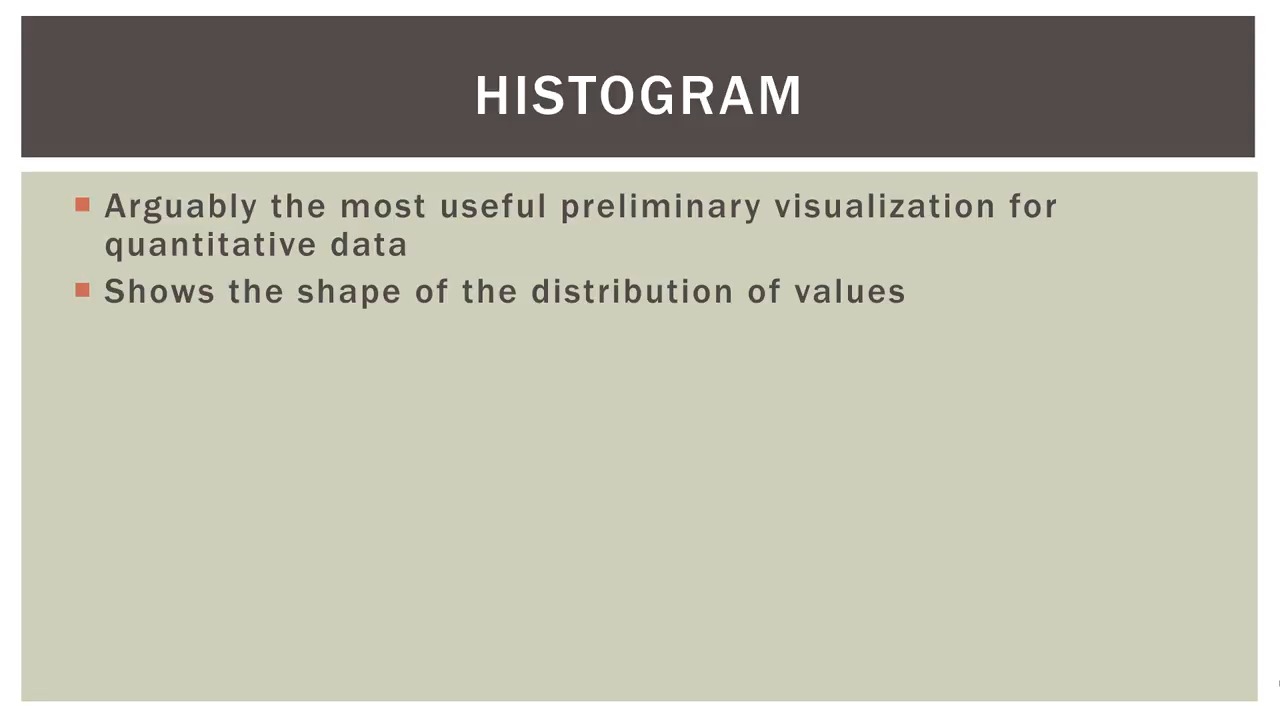 HISTOGRAM
Arguably the most useful preliminary visualization for
quantitative data
Shows the shape of the distribution of values